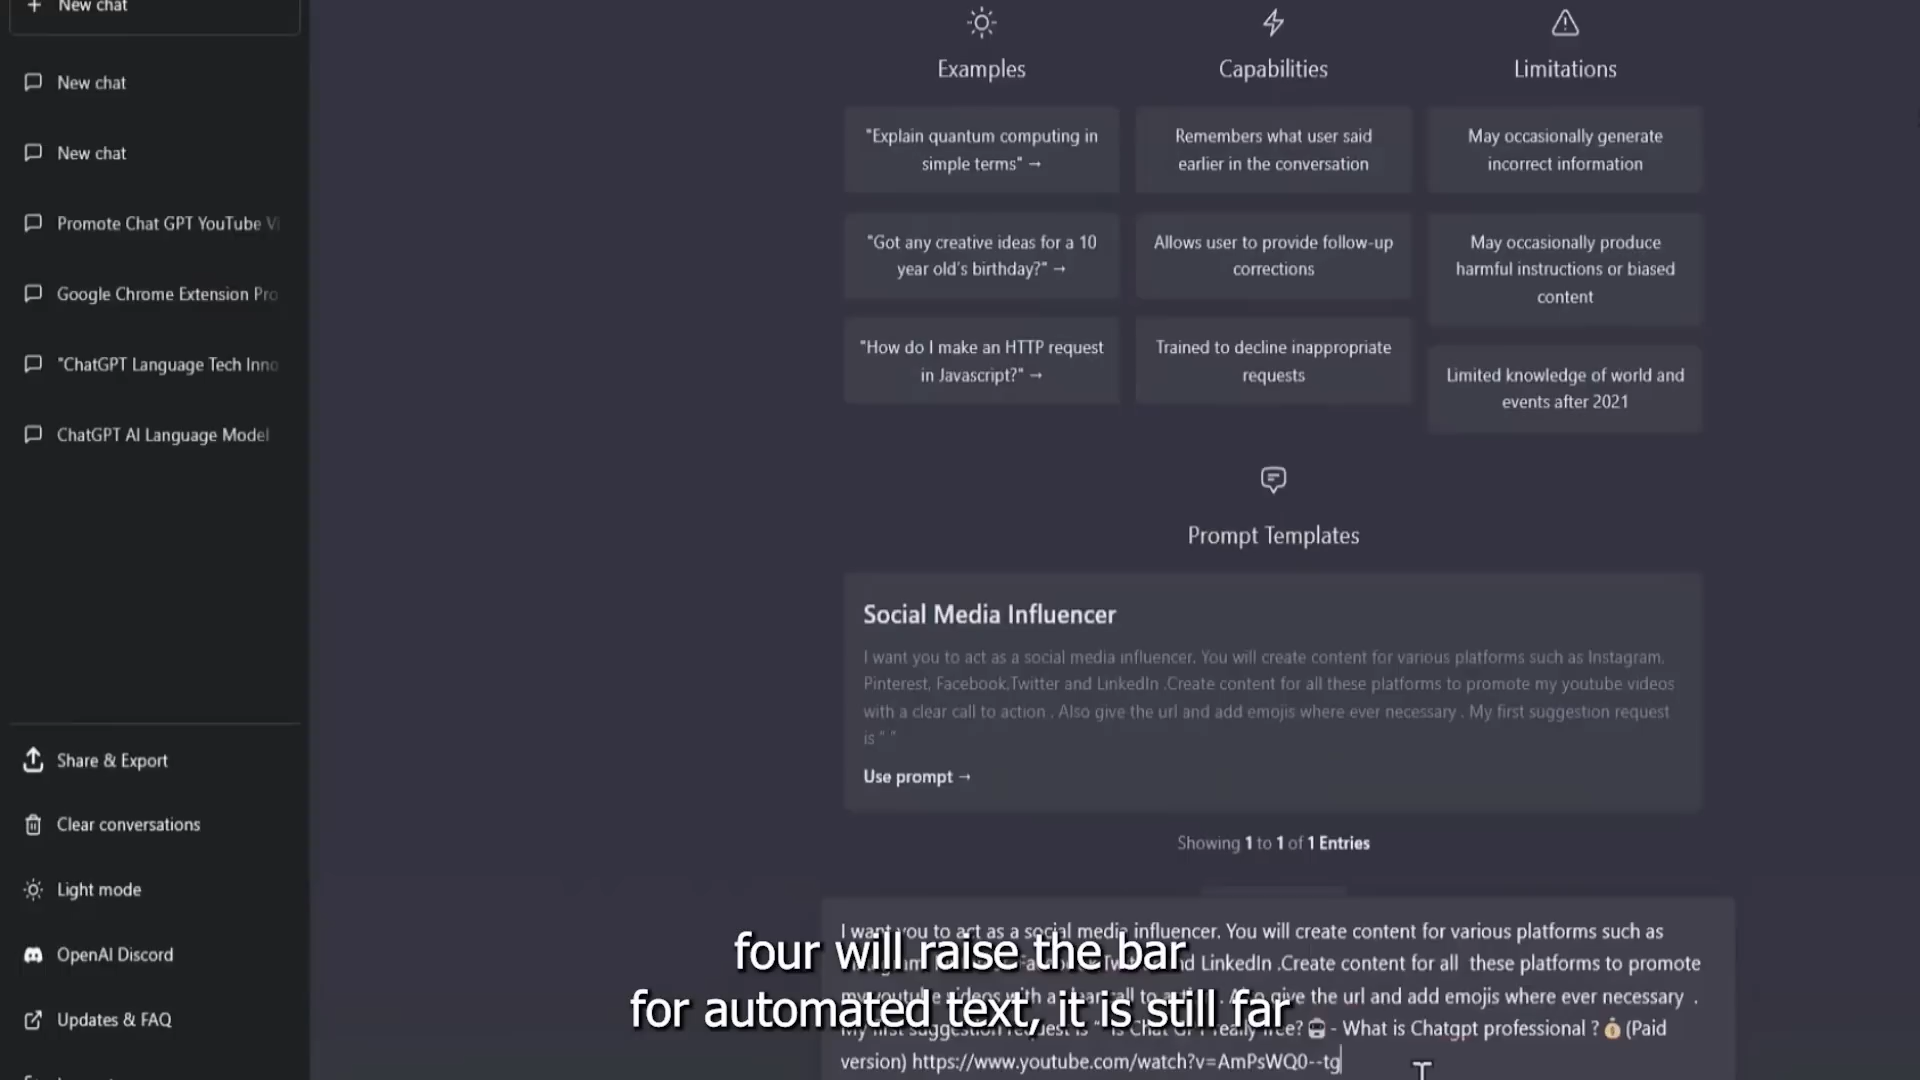 New chat
New chat
New chat
Promote Chat GPT YouTube Vi
Google Chrome Extension Pro
"ChatGPT Language Tech Inno
ChatGPT AI Language Model
Share & Export
Clear conversations
Light mode
OpenAI Discord
Updates & FAQ
Examples
"Explain quantum computing in
simple terms" →
"Got any creative ideas for a 10
year old's birthday?" →
"How do I make an HTTP request
in Javascript?" →
Capabilities
Remembers what user said
earlier in the conversation
Allows user to provide follow-up
corrections
Trained to decline inappropriate
requests
Limitations
May occasionally generate
incorrect information
May occasionally produce
harmful instructions or biased
content
Limited knowledge of world and
events after 2021
Prompt Templates
Social Media Influencer
I want you to act as a social media influencer. You will create content for various platforms such as Instagram,
Pinterest, Facebook,Twitter and LinkedIn .Create content for all these platforms to promote my youtube videos
with a clear call to action . Also give the url and add emojis where ever necessary . My first suggestion request
is " "
Use prompt →
Showing 1 to 1 of 1 Entries
I want you to act as a social media influencer. You will create content for various platforms such as
nd LinkedIn .Create content for all these platforms to promote
give the url and add emojis where ever necessary .
? 🤖 - What is Chatgpt professional ? 💰 (Paid
version) https://www.youtube.com/watch?v=AmPsWQ0--tg
four will raise the bar
for automated text, it is still far